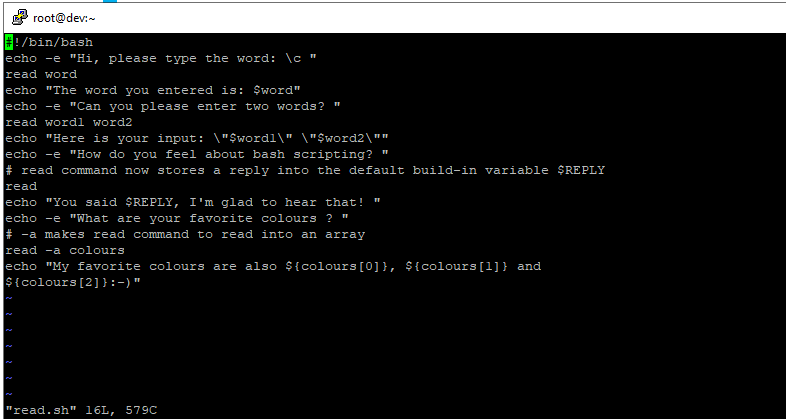 root@dev:~
#!/bin/bash
echo -e "Hi, please type the word: \c "
read word
echo "The word you entered is: $word"
echo -e "Can you please enter two words? "
read word1 word2
echo "Here is your input: \"$word1\" \"$word2\""
echo -e "How do you feel about bash scripting? "
# read command now stores a reply into the default build-in variable $REPLY
read
echo "You said $REPLY, I'm glad to hear that! "
echo -e "What are your favorite colours ? "
# -a makes read command to read into an array
read -a colours
echo "My favorite colours are also ${colours[0]}, ${colours[1]} and
${colours[2]}:-)"
~
~
~
~
~
~
~
"read.sh" 16L, 579C